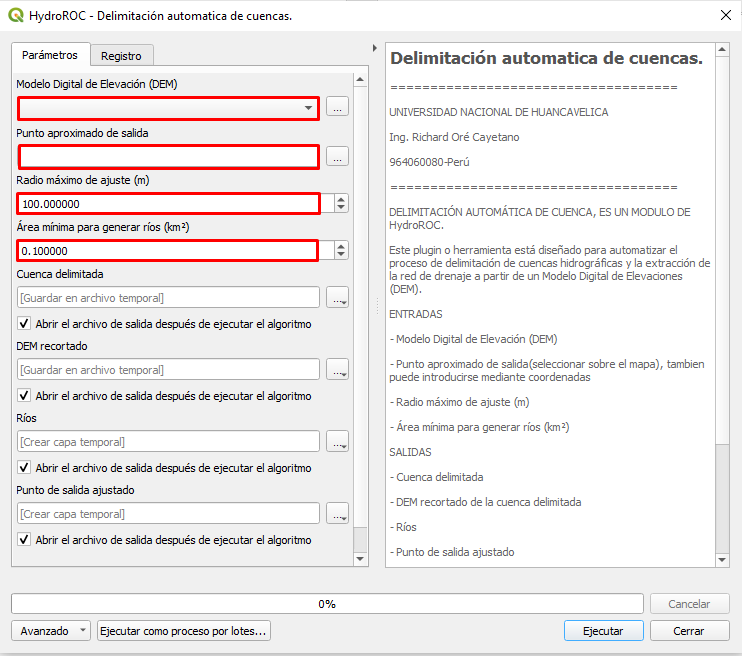 HydroROC - Delimitación automatica de cuencas.
Parámetros
Registro
Modelo Digital de Elevación (DEM)
...
Punto aproximado de salida
...
Radio máximo de ajuste (m)
100.000000
Área mínima para generar ríos (km²)
0.100000
Cuenca delimitada
[Guardar en archivo temporal]
...
Abrir el archivo de salida después de ejecutar el algoritmo
DEM recortado
[Guardar en archivo temporal]
...
Abrir el archivo de salida después de ejecutar el algoritmo
Ríos
[Crear capa temporal]
...
Abrir el archivo de salida después de ejecutar el algoritmo
Punto de salida ajustado
[Crear capa temporal]
...
Abrir el archivo de salida después de ejecutar el algoritmo
Delimitación automatica de cuencas.
====================================
UNIVERSIDAD NACIONAL DE HUANCAVELICA
Ing. Richard Oré Cayetano
964060080-Perú
====================================
DELIMITACIÓN AUTOMÁTICA DE CUENCA, ES UN MODULO DE
HydroROC.
Este plugin o herramienta está diseñado para automatizar el
proceso de delimitación de cuencas hidrográficas y la extracción de
la red de drenaje a partir de un Modelo Digital de Elevaciones
(DEM).
ENTRADAS
- Modelo Digital de Elevación (DEM)
- Punto aproximado de salida(seleccionar sobre el mapa), tambien
puede introducirse mediante coordenadas
- Radio máximo de ajuste (m)
- Área mínima para generar ríos (km²)
SALIDAS
- Cuenca delimitada
- DEM recortado de la cuenca delimitada
- Ríos
- Punto de salida ajustado
0%
Cancelar
Avanzado
Ejecutar como proceso por lotes...
Ejecutar
Cerrar